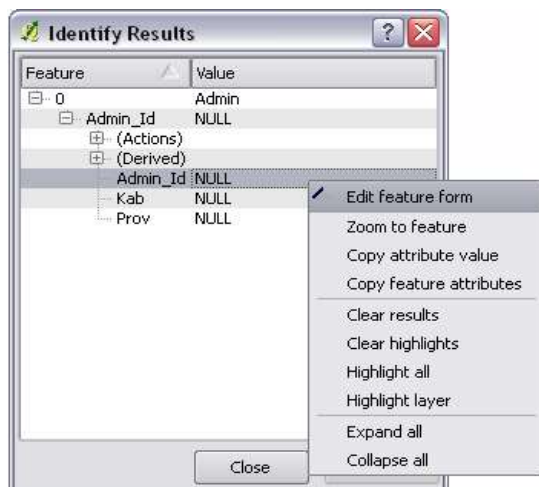 Identify Results
Feature Value
0 Admin
Admin_Id NULL
(Actions)
(Derived)
Admin_Id NULL
Kab NULL
Prov NULL
Edit feature form
Zoom to feature
Copy attribute value
Copy feature attributes
Clear results
Clear highlights
Highlight all
Highlight layer
Expand all
Collapse all
Close